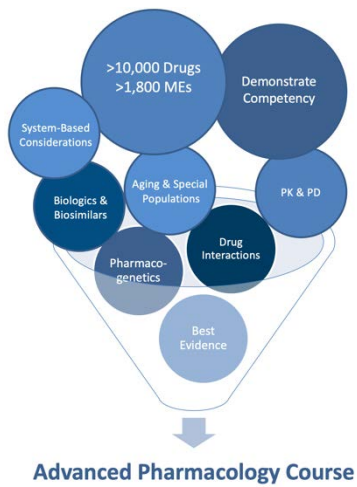 >10,000 Drugs
>1,800 MEs
Demonstrate
Competency
System-Based
Considerations
Aging & Special
Populations
PK & PD
Biologics &
Biosimilars
Drug
Interactions
Pharmaco-
genetics
Best
Evidence
Advanced Pharmacology Course